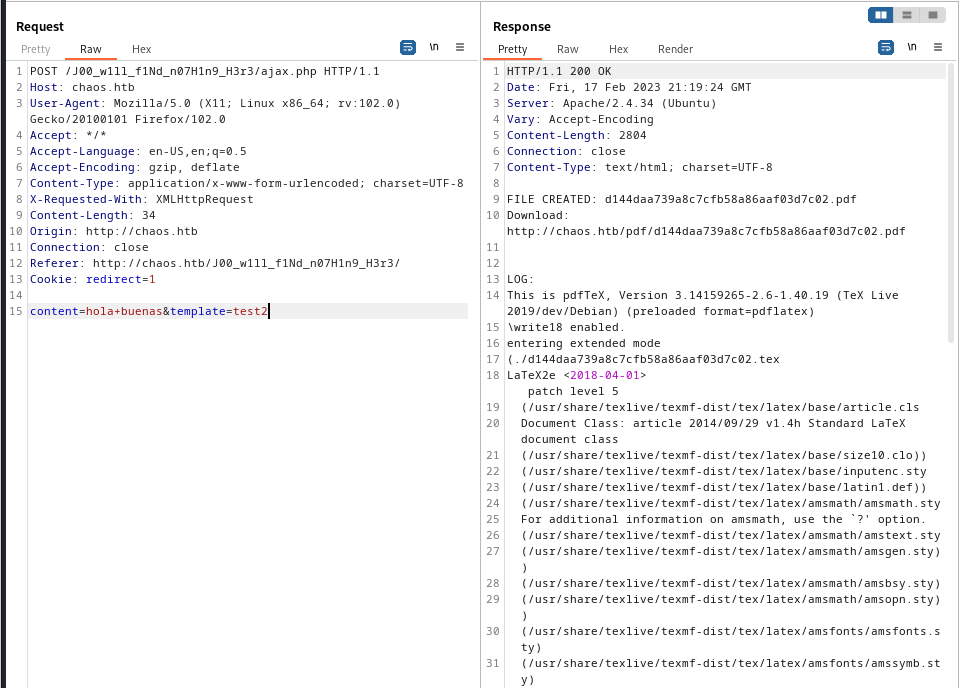 Request
Pretty Raw Hex \n
1 POST /J00_w1ll_f1Nd_n07H1n9_H3r3/ajax.php HTTP/1.1
2 Host: chaos.htb
3 User-Agent: Mozilla/5.0 (X11; Linux x86_64; rv:102.0)
Gecko/20100101 Firefox/102.0
4 Accept: */*
5 Accept-Language: en-US,en;q=0.5
6 Accept-Encoding: gzip, deflate
7 Content-Type: application/x-www-form-urlencoded; charset=UTF-8
8 X-Requested-With: XMLHttpRequest
9 Content-Length: 34
10 Origin: http://chaos.htb
11 Connection: close
12 Referer: http://chaos.htb/J00_w1ll_f1Nd_n07H1n9_H3r3/
13 Cookie: redirect=1
14
15 content=hola+buenas&template=test2
Response
Pretty Raw Hex Render \n
1 HTTP/1.1 200 OK
2 Date: Fri, 17 Feb 2023 21:19:24 GMT
3 Server: Apache/2.4.34 (Ubuntu)
4 Vary: Accept-Encoding
5 Content-Length: 2804
6 Connection: close
7 Content-Type: text/html; charset=UTF-8
8
9 FILE CREATED: d144daa739a8c7cfb58a86aaf03d7c02.pdf
10 Download:
http://chaos.htb/pdf/d144daa739a8c7cfb58a86aaf03d7c02.pdf
11
12
13 LOG:
14 This is pdfTeX, Version 3.14159265-2.6-1.40.19 (TeX Live
2019/dev/Debian) (preloaded format=pdflatex)
15 \write18 enabled.
16 entering extended mode
17 (./d144daa739a8c7cfb58a86aaf03d7c02.tex
18 LaTeX2e <2018-04-01>
patch level 5
19 (/usr/share/texlive/texmf-dist/tex/latex/base/article.cls
20 Document Class: article 2014/09/29 v1.4h Standard LaTeX
document class
21 (/usr/share/texlive/texmf-dist/tex/latex/base/size10.clo))
22 (/usr/share/texlive/texmf-dist/tex/latex/base/inputenc.sty
23 (/usr/share/texlive/texmf-dist/tex/latex/base/latin1.def))
24 (/usr/share/texlive/texmf-dist/tex/latex/amsmath/amsmath.sty
25 For additional information on amsmath, use the `?' option.
26 (/usr/share/texlive/texmf-dist/tex/latex/amsmath/amstext.sty
27 (/usr/share/texlive/texmf-dist/tex/latex/amsmath/amsgen.sty)
)
28 (/usr/share/texlive/texmf-dist/tex/latex/amsmath/amsbsy.sty)
29 (/usr/share/texlive/texmf-dist/tex/latex/amsmath/amsopn.sty)
)
30 (/usr/share/texlive/texmf-dist/tex/latex/amsfonts/amsfonts.s
ty)
31 (/usr/share/texlive/texmf-dist/tex/latex/amsfonts/amssymb.st
y)